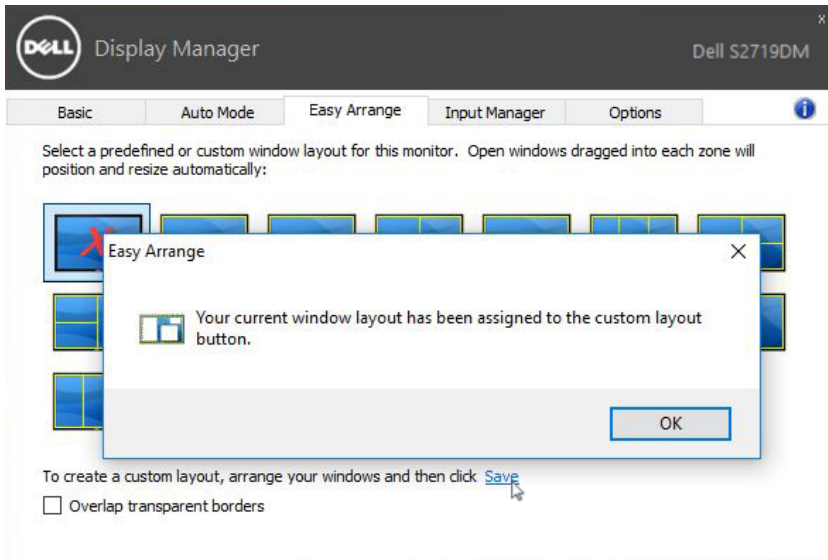 x
DELL Display Manager
Dell S2719DM
Basic Auto Mode Easy Arrange Input Manager Options
Select a predefined or custom window layout for this monitor. Open windows dragged into each zone will
position and resize automatically:
Easy Arrange
Your current window layout has been assigned to the custom layout
button.
OK
To create a custom layout, arrange your windows and then click Save
Overlap transparent borders